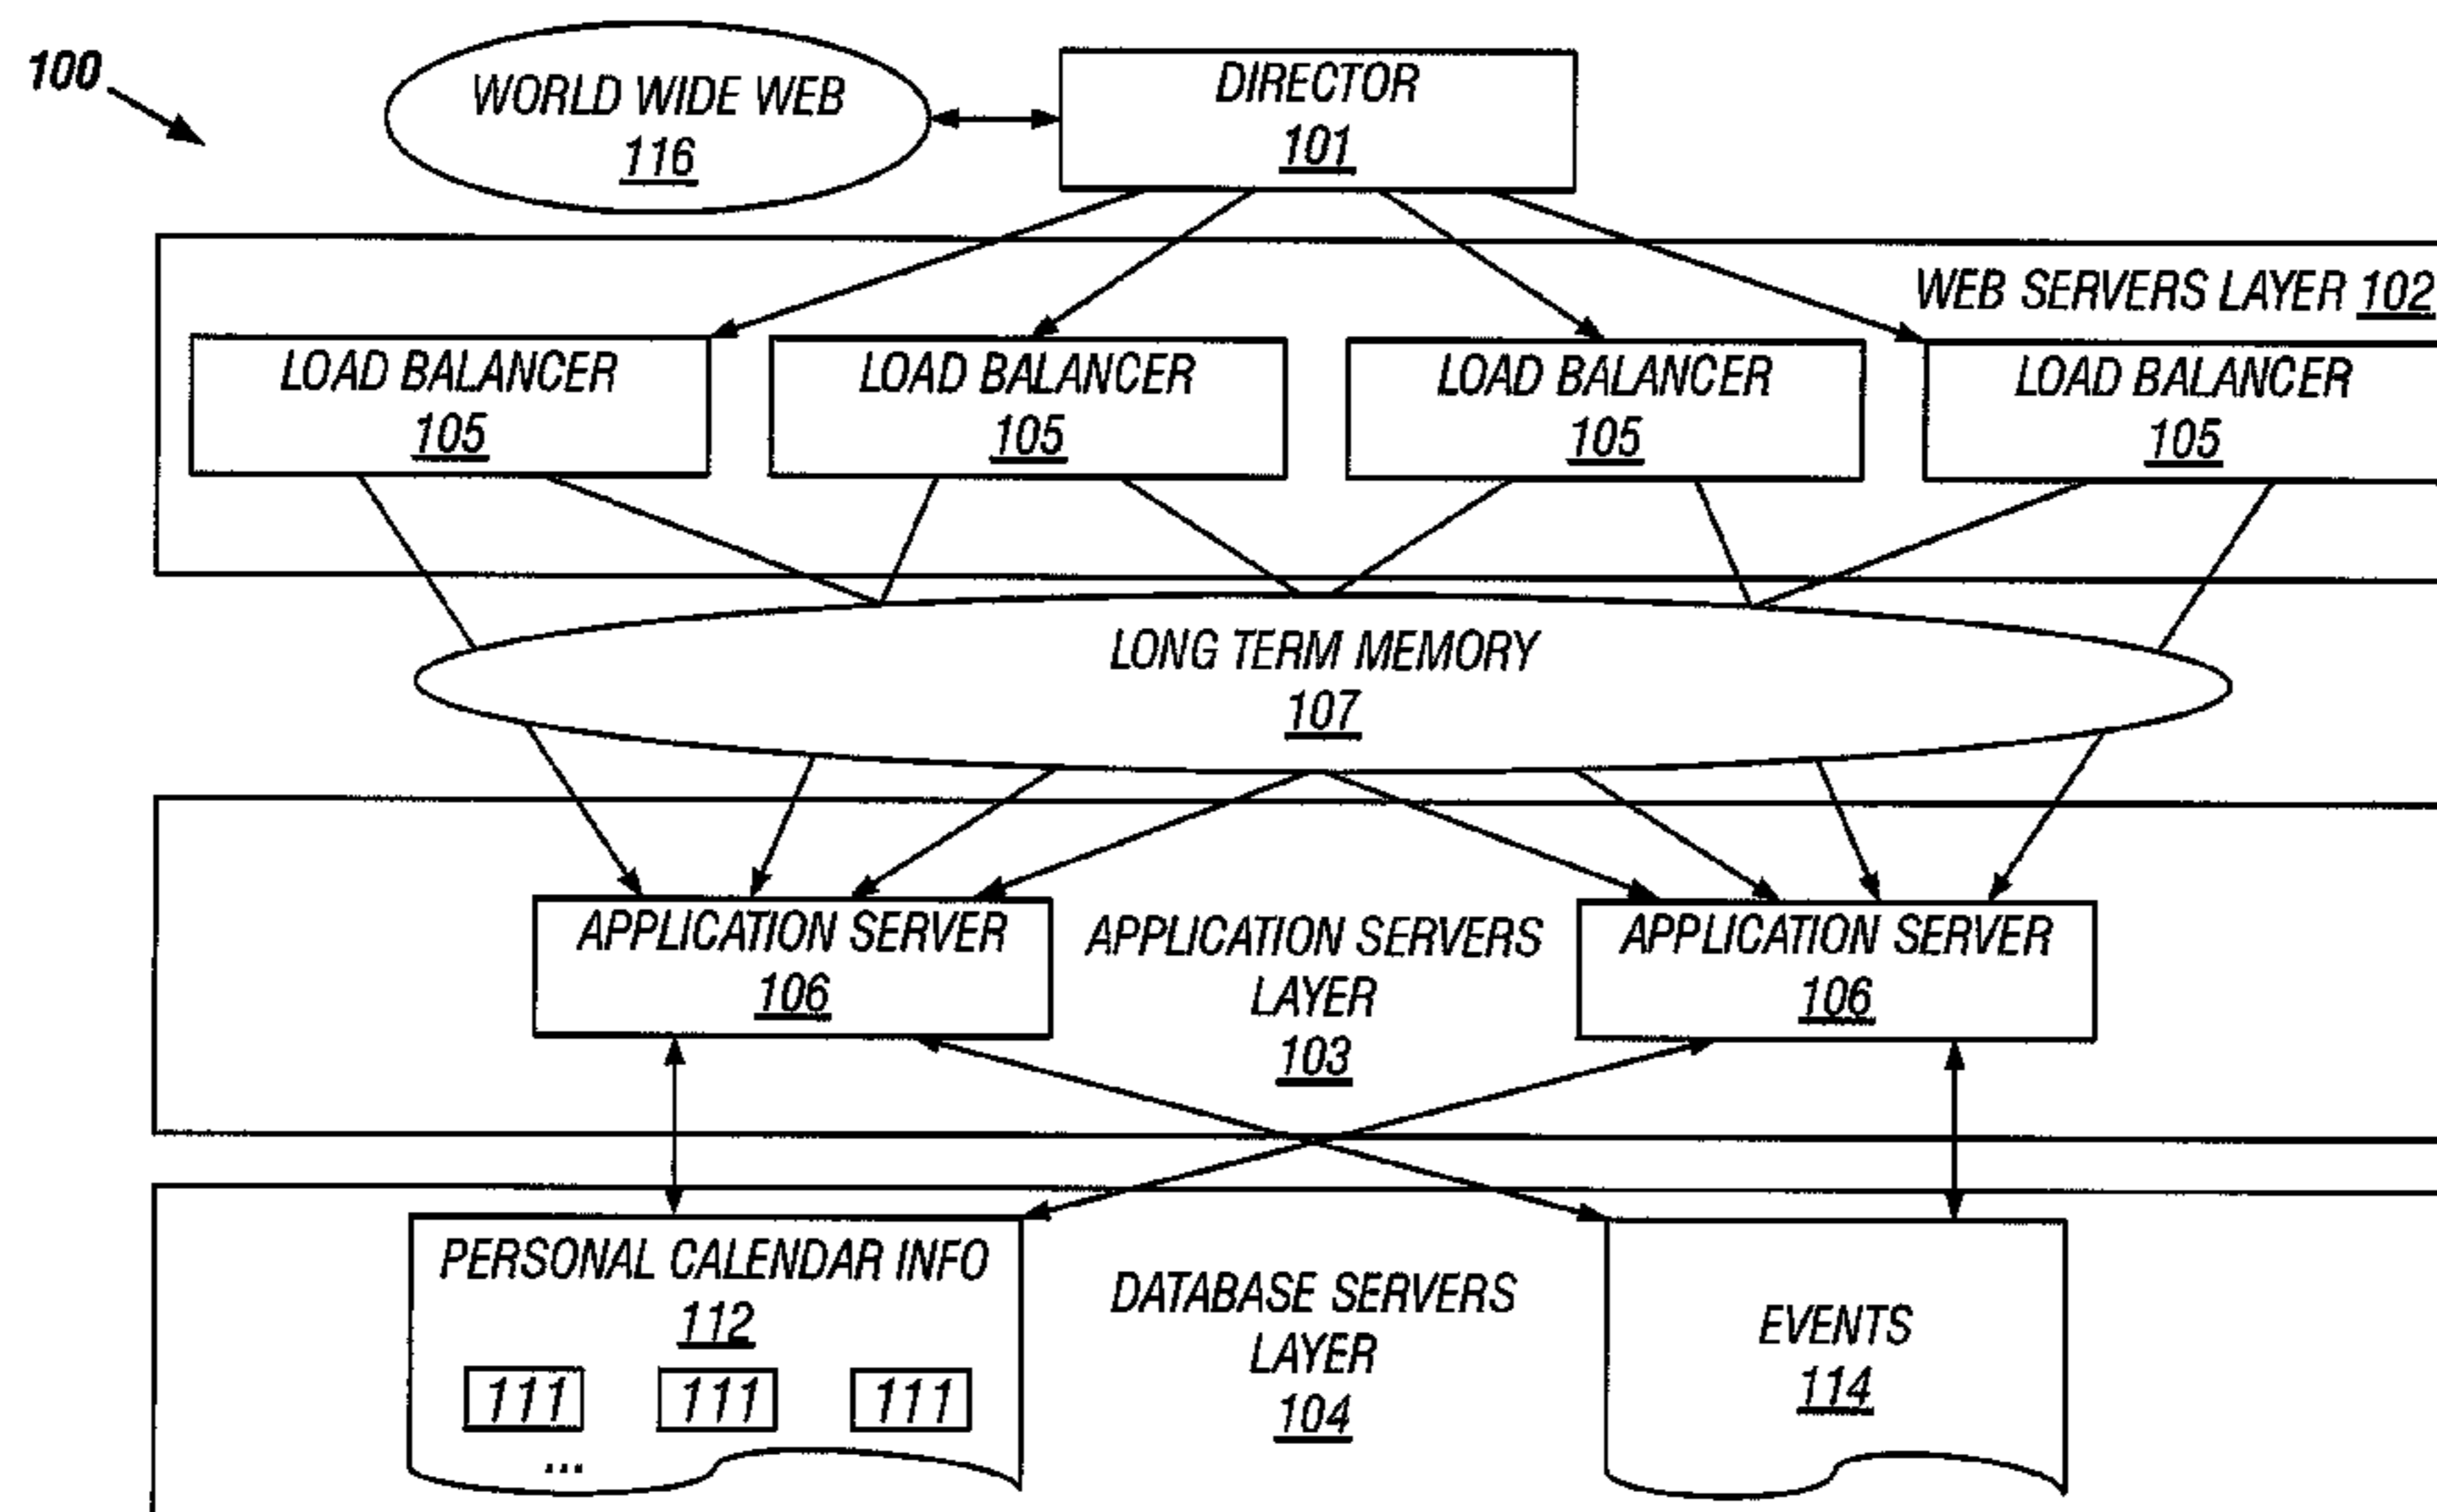 100
WORLD WIDE WEB
116
DIRECTOR
101
WEB SERVERS LAYER 102
LOAD BALANCER
105
LOAD BALANCER
105
LOAD BALANCER
105
LOAD BALANCER
105
LONG TERM MEMORY
107
APPLICATION SERVER
106
APPLICATION SERVERS
LAYER
103
APPLICATION SERVER
106
PERSONAL CALENDAR INFO
112
111 111 111
...
DATABASE SERVERS
LAYER
104
EVENTS
114